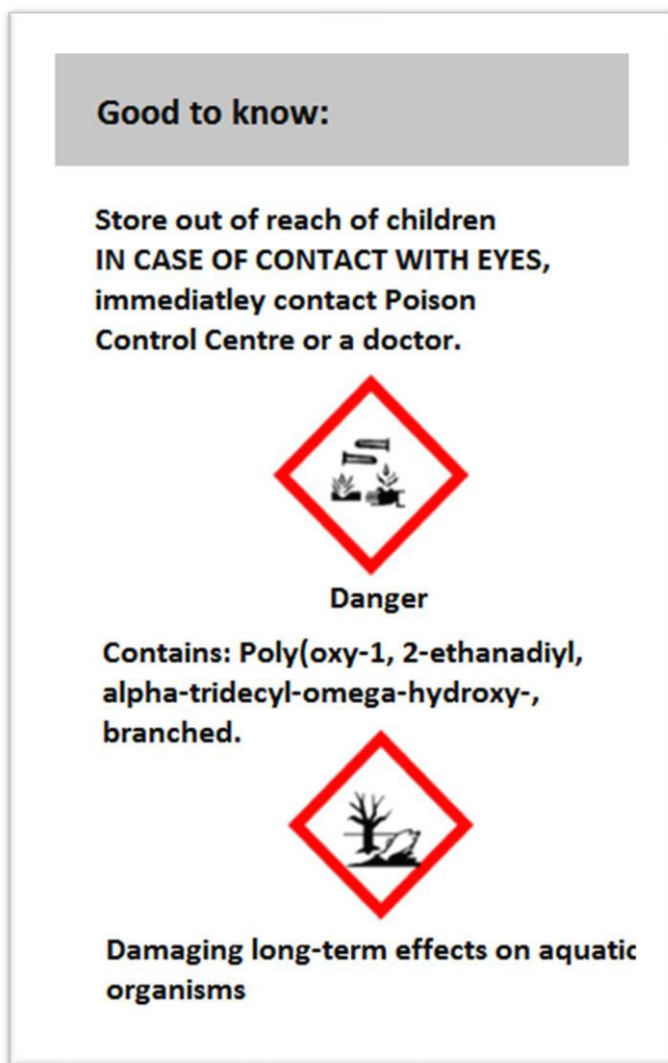 Good to know:
Store out of reach of children
IN CASE OF CONTACT WITH EYES,
immediatley contact Poison
Control Centre or a doctor.
Danger
Contains: Poly(oxy-1, 2-ethanadiyl,
alpha-tridecyl-omega-hydroxy-,
branched.
Damaging long-term effects on aquatic
organisms